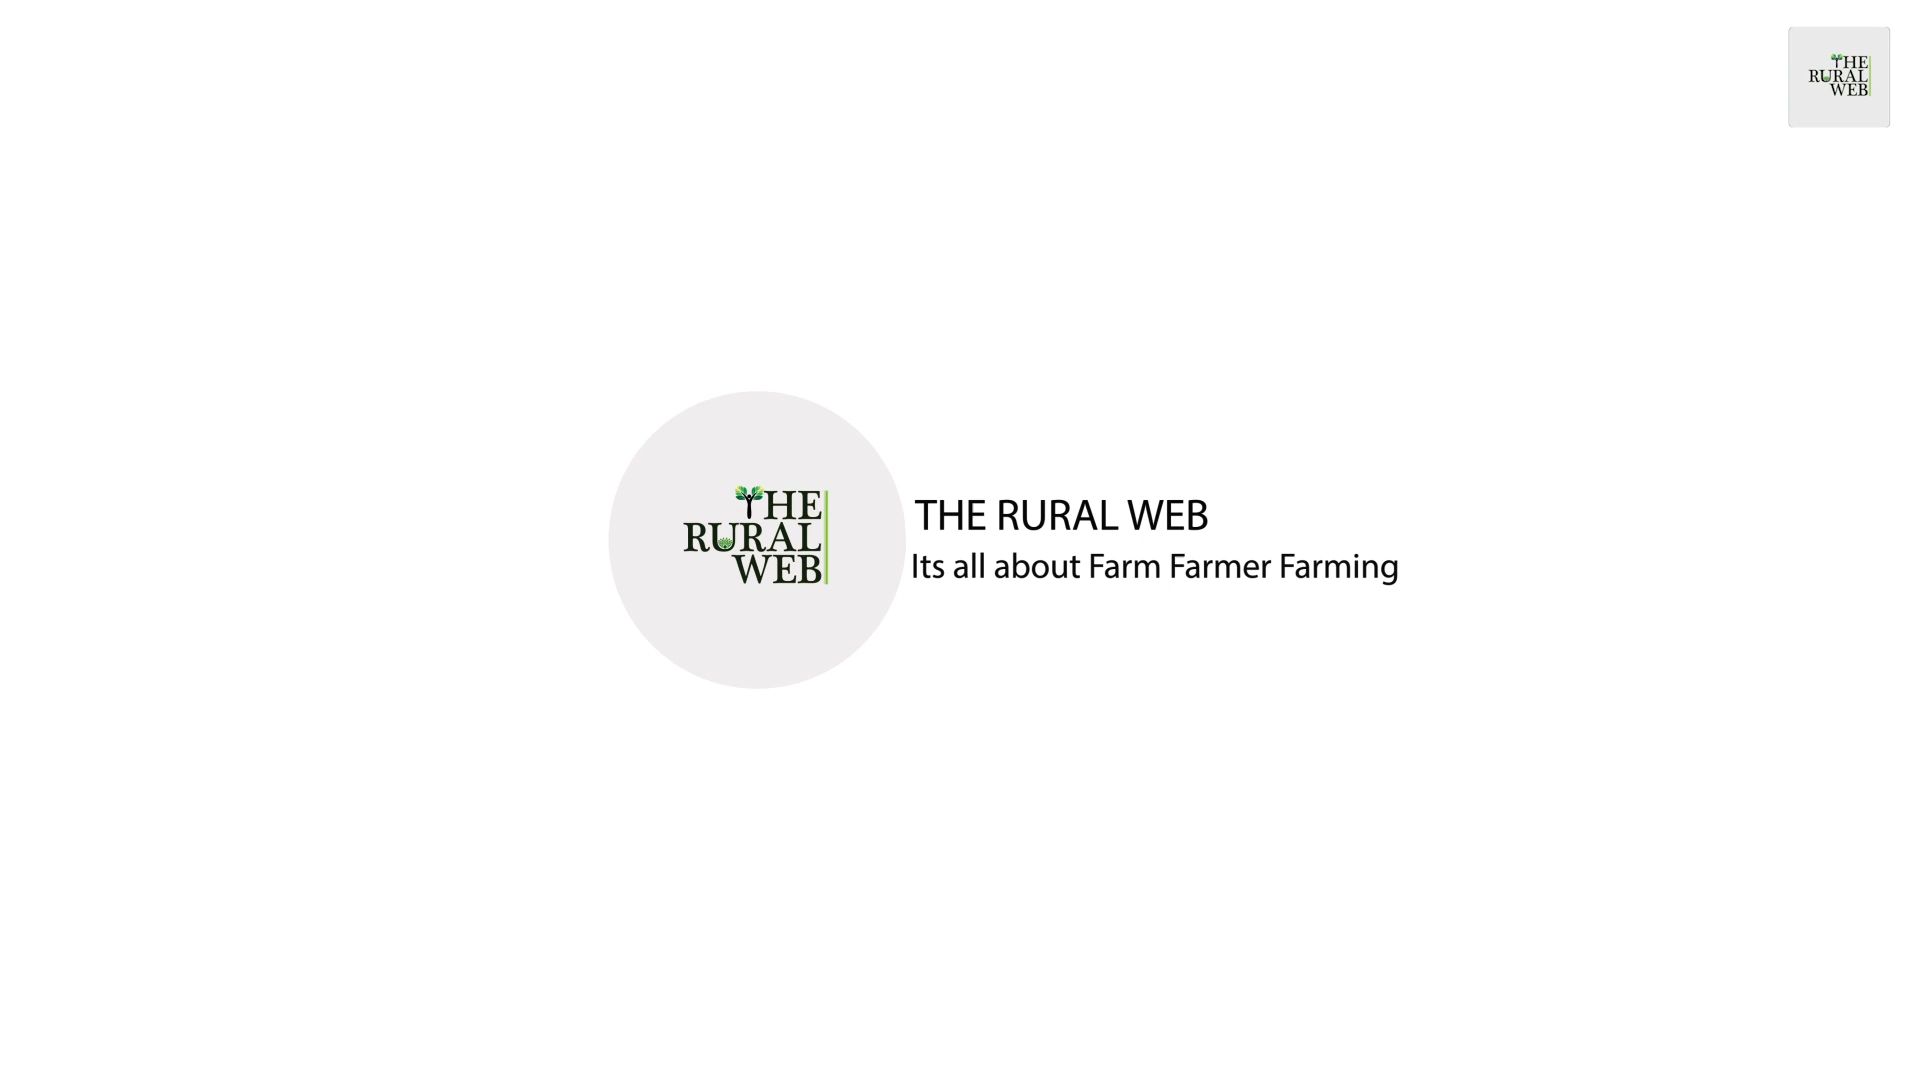 THE
RURAL
WEB
THE
RURAL
WEB
THE RURAL WEB
Its all about Farm Farmer Farming